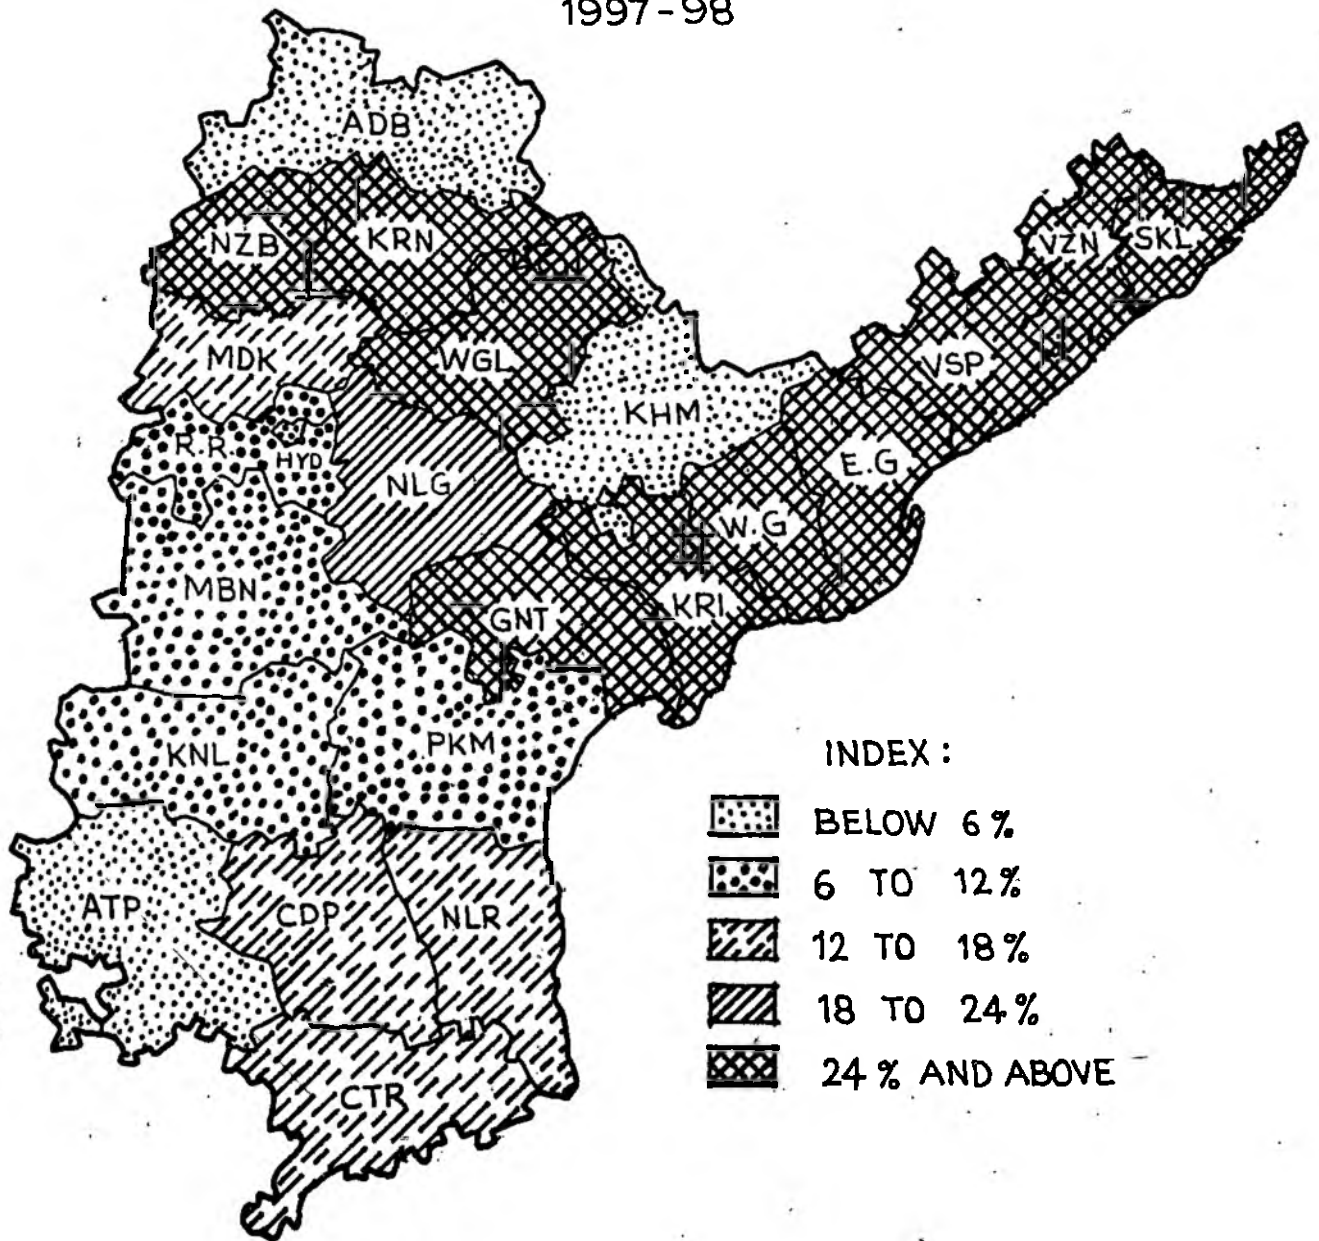 1997-98
ADB
NZB
KRN
VZN
SKL
MDK
WGL
VSP
KHM
R.R
HYD
NLG
E.G
W.G
MBN
GNT
KRI
KNL
PKM
ATP
CDP
NLR
CTR
INDEX :
BELOW 6%
6 TO 12%
12 TO 18%
18 TO 24%
24% AND ABOVE